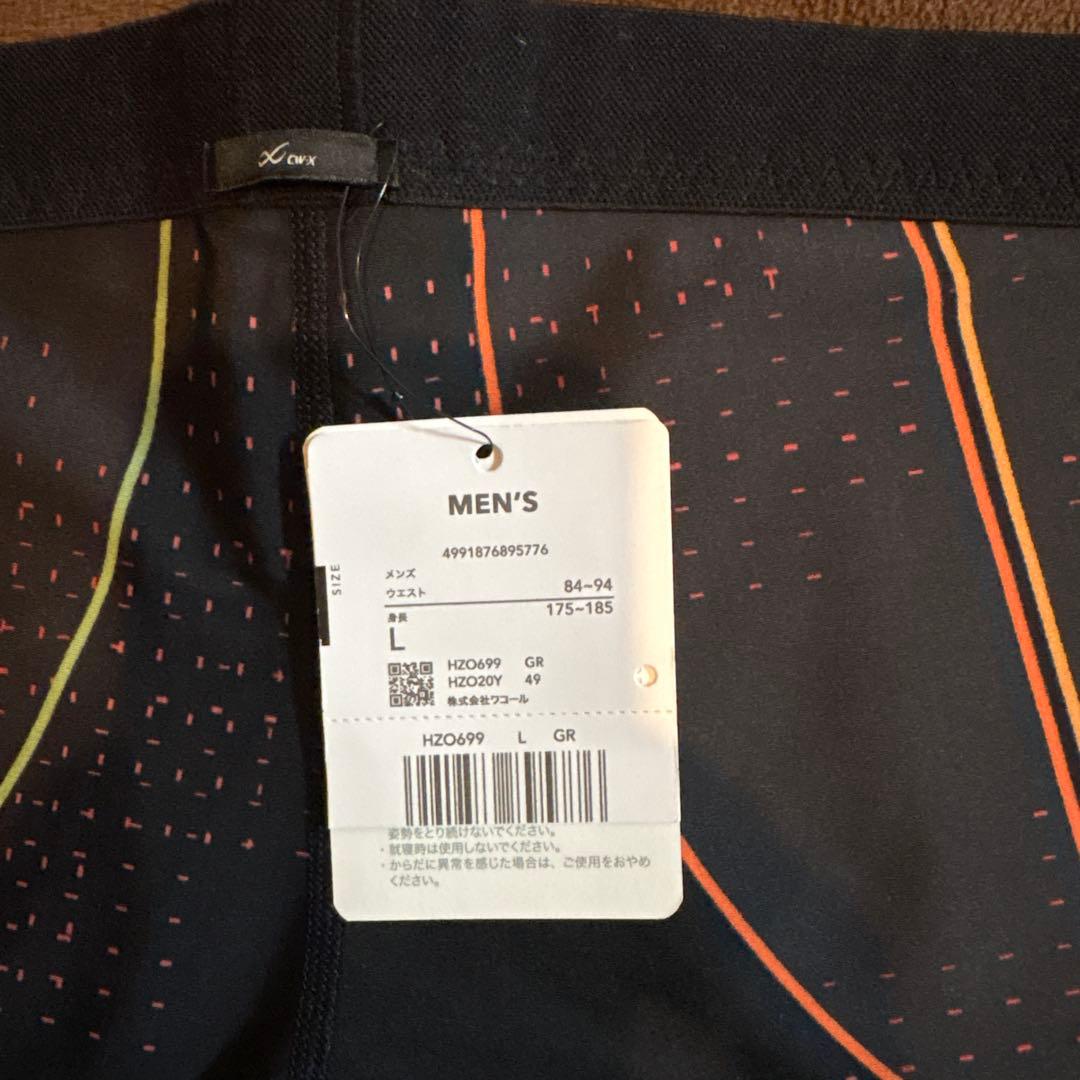 CW-X
MEN'S
4991876895776
SIZE
メンズ
ウエスト 84~94
身長 175~185
L
HZO699 GR
HZO20Y 49
株式会社ワコール
HZO699 L GR
姿勢をとり続けないでください。
・就寝時は使用しないでください。
・からだに異常を感じた場合は、ご使用をおやめ
ください。